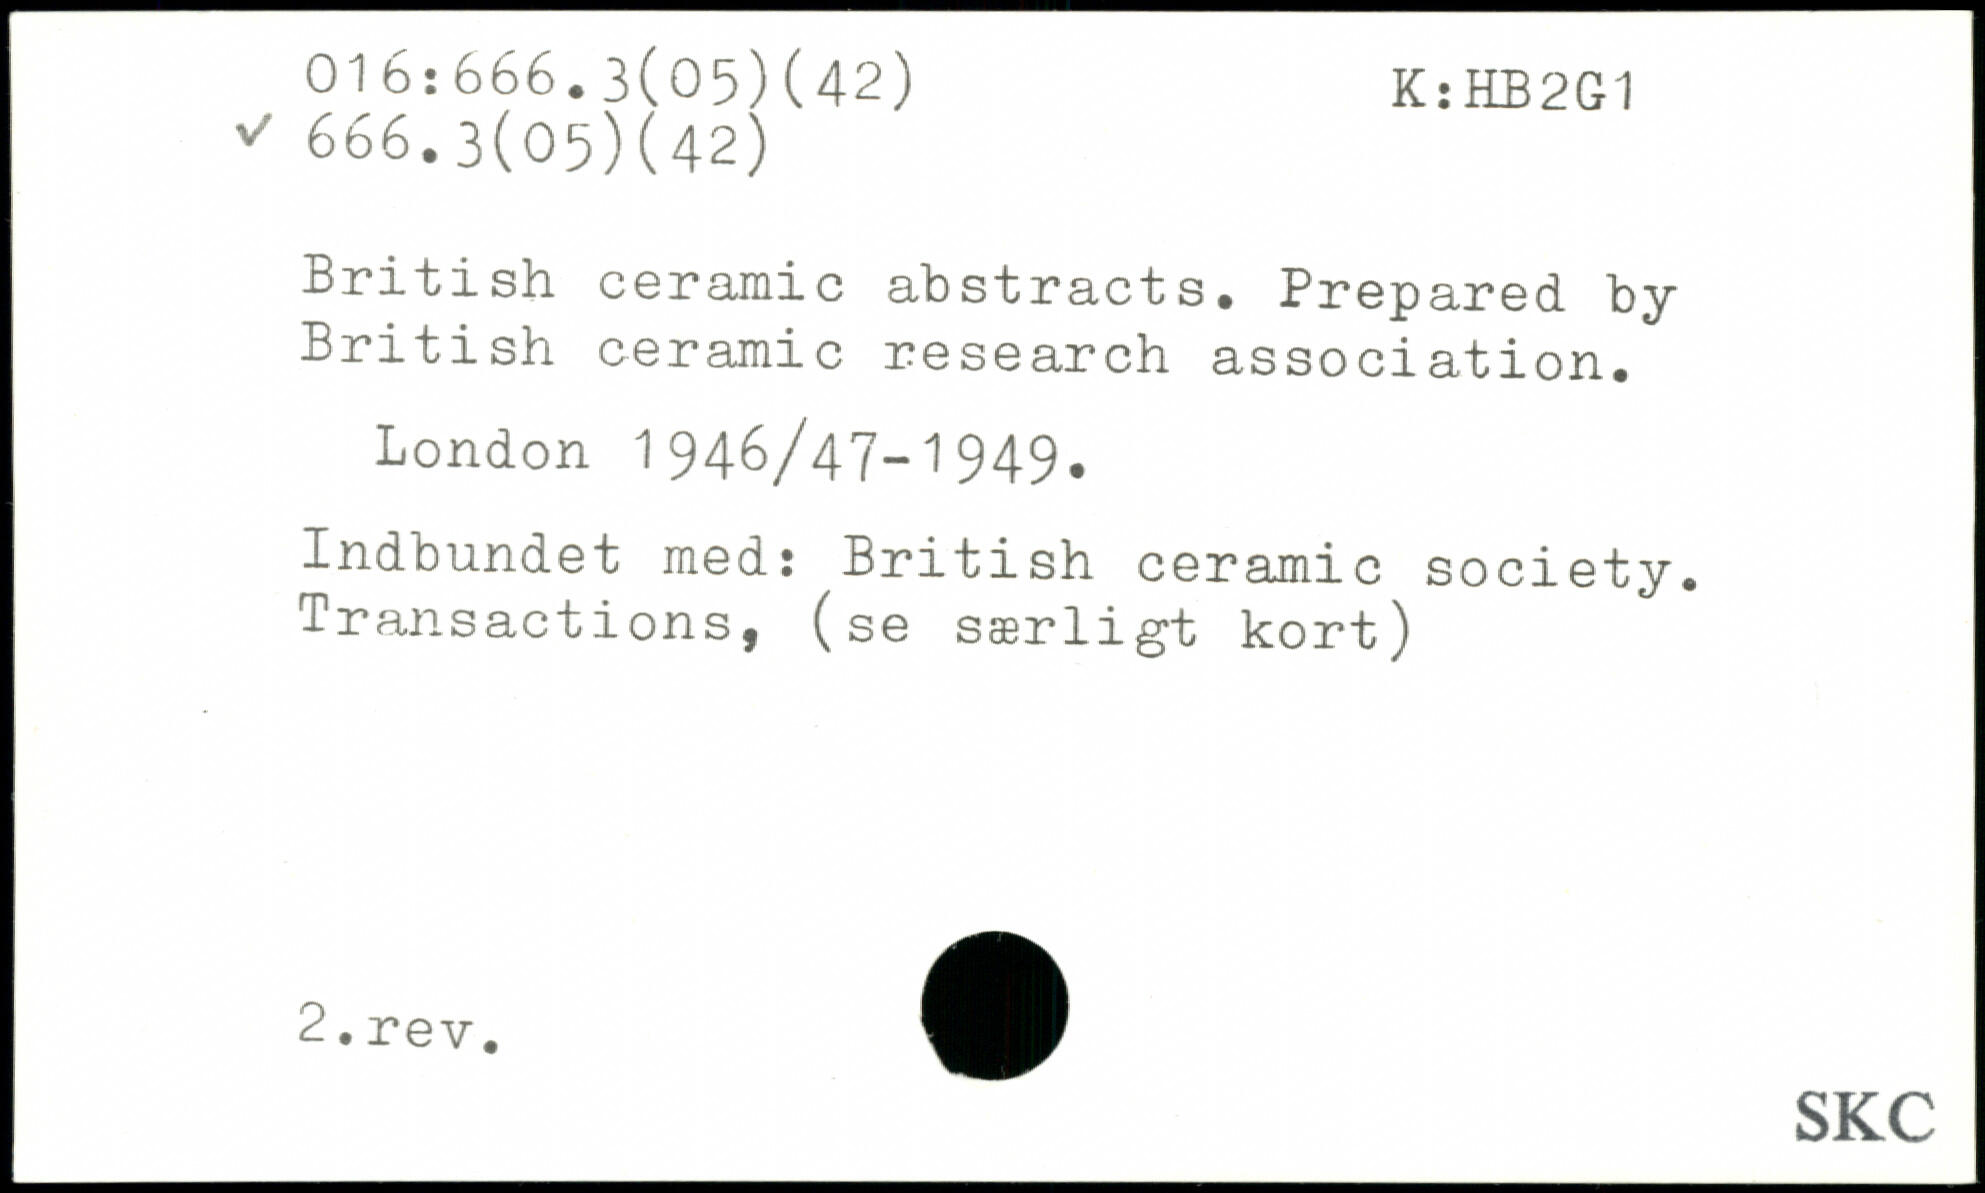 016:666.3(05)(42) K:HB2G1
✓ 666.3(05)(42)
British ceramic abstracts. Prepared by
British ceramic research association.
London 1946/47-1949.
Indbundet med: British ceramic society.
Transactions, (se særligt kort)
2.rev.
SKC